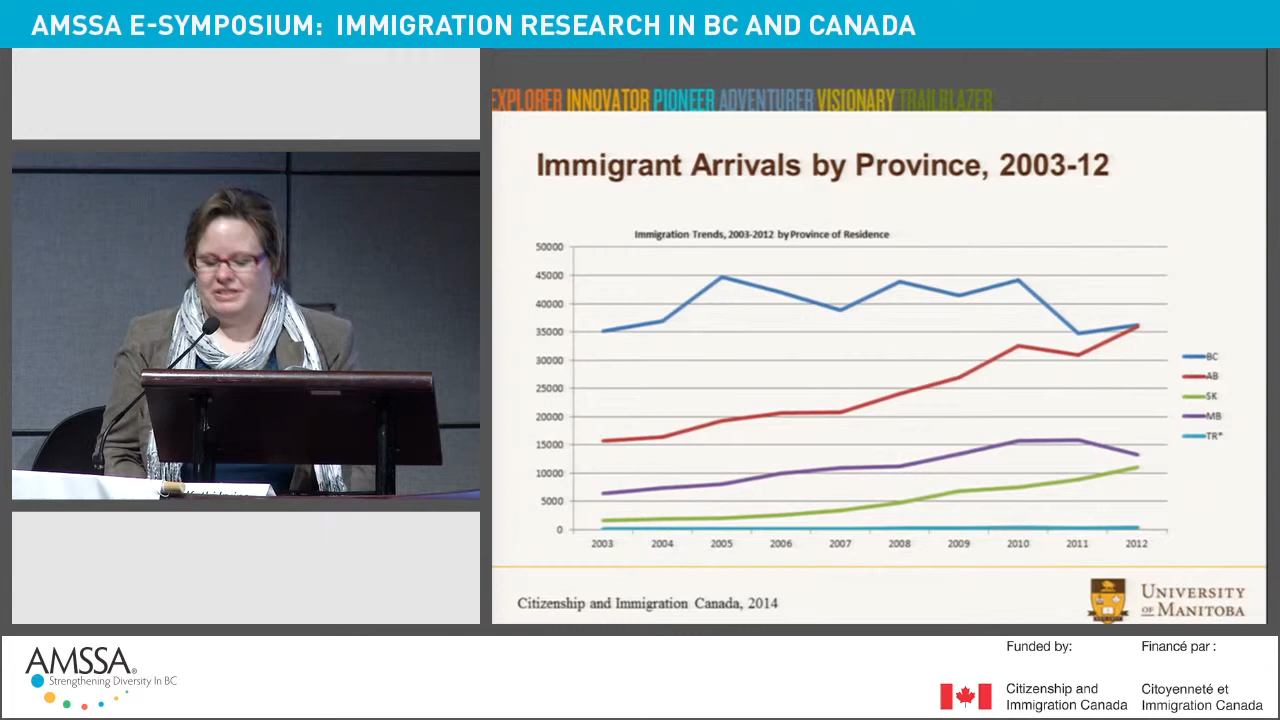 AMSSA E-SYMPOSIUM: IMMIGRATION RESEARCH IN BC AND CANADA
EXPLORER INNOVATOR PIONEER ADVENTURER VISIONARY TRAILBLAZER
Immigrant Arrivals by Province, 2003-12
Immigration Trends, 2003-2012 by Province of Residence
50000
45000
40000
35000
30000
25000
20000
15000
10000
5000
0
2003 2004 2005 2006 2007 2008 2009 2010 2011 2012
BC
AB
SK
MB
TR*
Citizenship and Immigration Canada, 2014
UNIVERSITY
OF MANITOBA
AMSSA®
Strengthening Diversity In BC
Funded by:
Citizenship and
Immigration Canada
Financé par :
Citoyenneté et
Immigration Canada